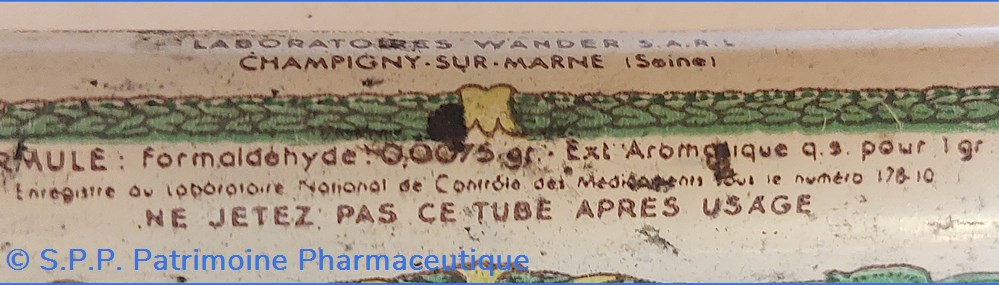 LABORATOIRES WANDER S.A.R.L
CHAMPIGNY-SUR-MARNE (Seine)
RMULE: Formaldéhyde: 0,0075 gr. Ext Aromatique q.s. pour 1 gr
Enregistré au Laboratoire National de Contrôle des Médicaments sous le numéro 178-10
NE JETEZ PAS CE TUBE APRES USAGE
© S.P.P. Patrimoine Pharmaceutique